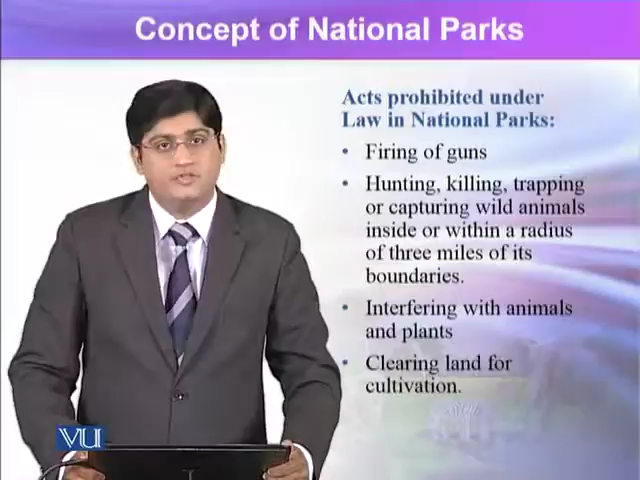 Concept of National Parks
Acts prohibited under
Law in National Parks:
• Firing of guns
• Hunting, killing, trapping
or capturing wild animals
inside or within a radius
of three miles of its
boundaries.
• Interfering with animals
and plants
• Clearing land for
cultivation.
VU